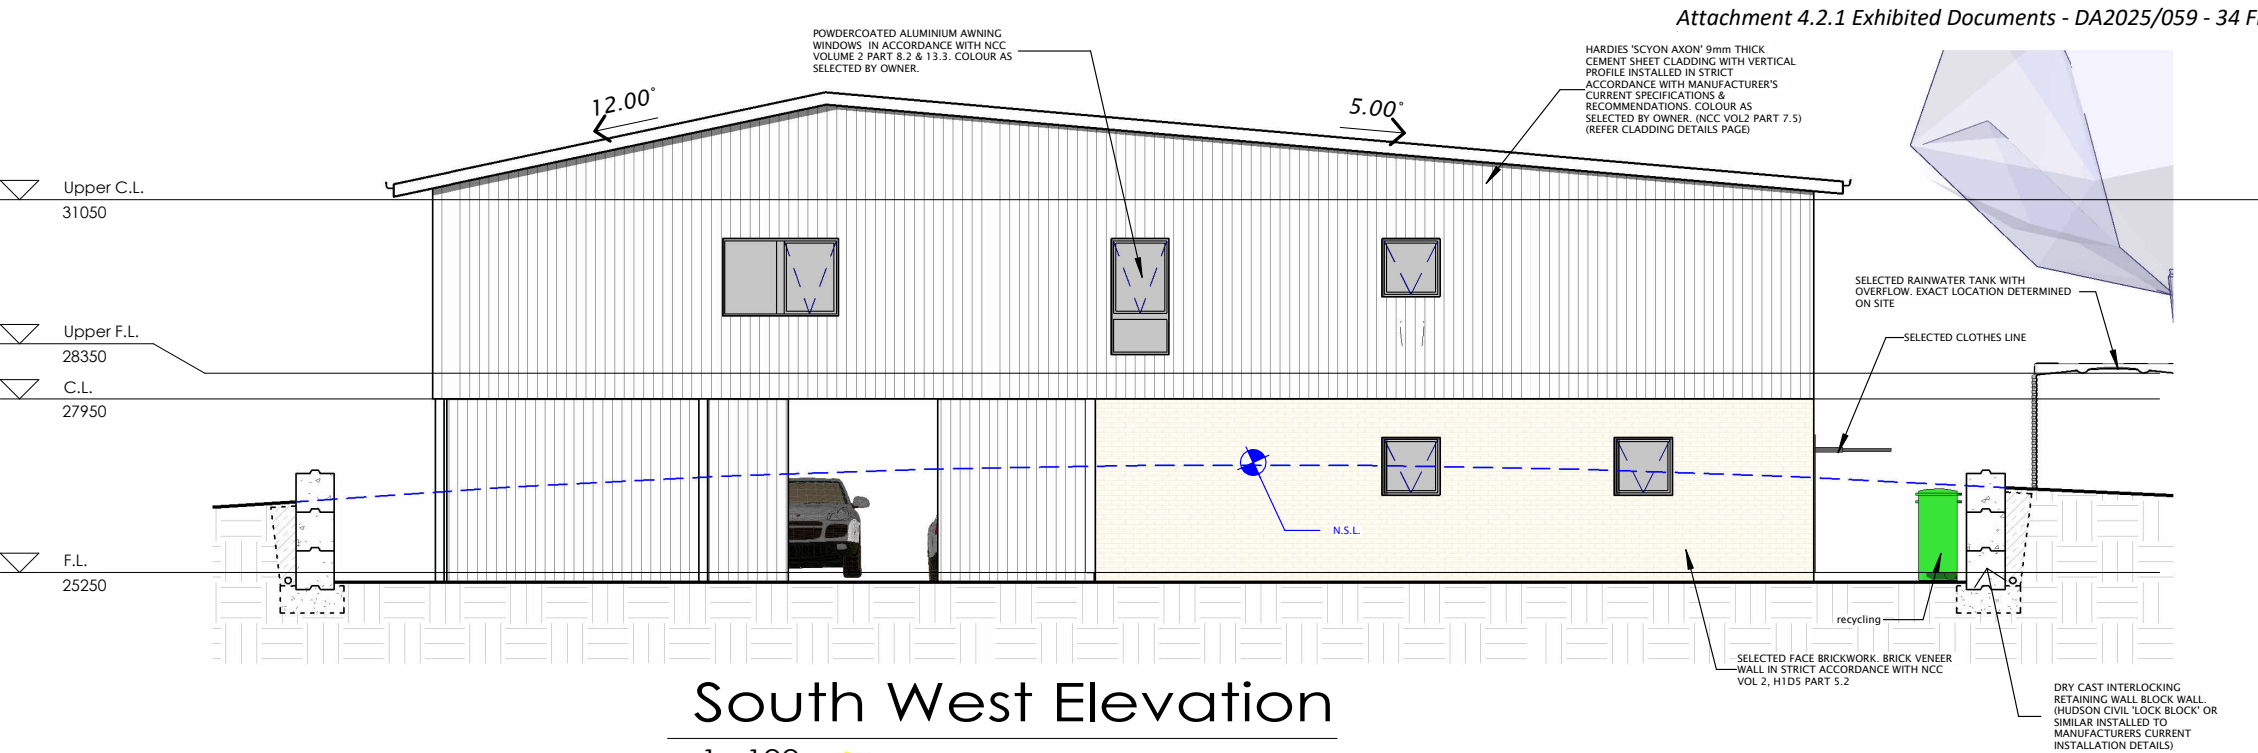 Attachment 4.2.1 Exhibited Documents - DA2025/059 - 34
POWDERCOATED ALUMINIUM AWNING
WINDOWS IN ACCORDANCE WITH NCC
VOLUME 2 PART 8.2 & 13.3. COLOUR AS
SELECTED BY OWNER.
HARDIES 'SCYON AXON' 9mm THICK
CEMENT SHEET CLADDING WITH VERTICAL
PROFILE INSTALLED IN STRICT
ACCORDANCE WITH MANUFACTURER'S
CURRENT SPECIFICATIONS &
RECOMMENDATIONS. COLOUR AS
SELECTED BY OWNER. (NCC VOL2 PART 7.5)
(REFER CLADDING DETAILS PAGE)
12.00°
5.00°
Upper C.L.
31050
SELECTED RAINWATER TANK WITH
OVERFLOW. EXACT LOCATION DETERMINED
ON SITE
Upper F.L.
28350
SELECTED CLOTHES LINE
C.L.
27950
N.S.L.
F.L.
25250
recycling
SELECTED FACE BRICKWORK. BRICK VENEER
WALL IN STRICT ACCORDANCE WITH NCC
VOL 2, H1D5 PART 5.2
DRY CAST INTERLOCKING
RETAINING WALL BLOCK WALL.
(HUDSON CIVIL 'LOCK BLOCK' OR
SIMILAR INSTALLED TO
MANUFACTURERS CURRENT
INSTALLATION DETAILS)
South West Elevation